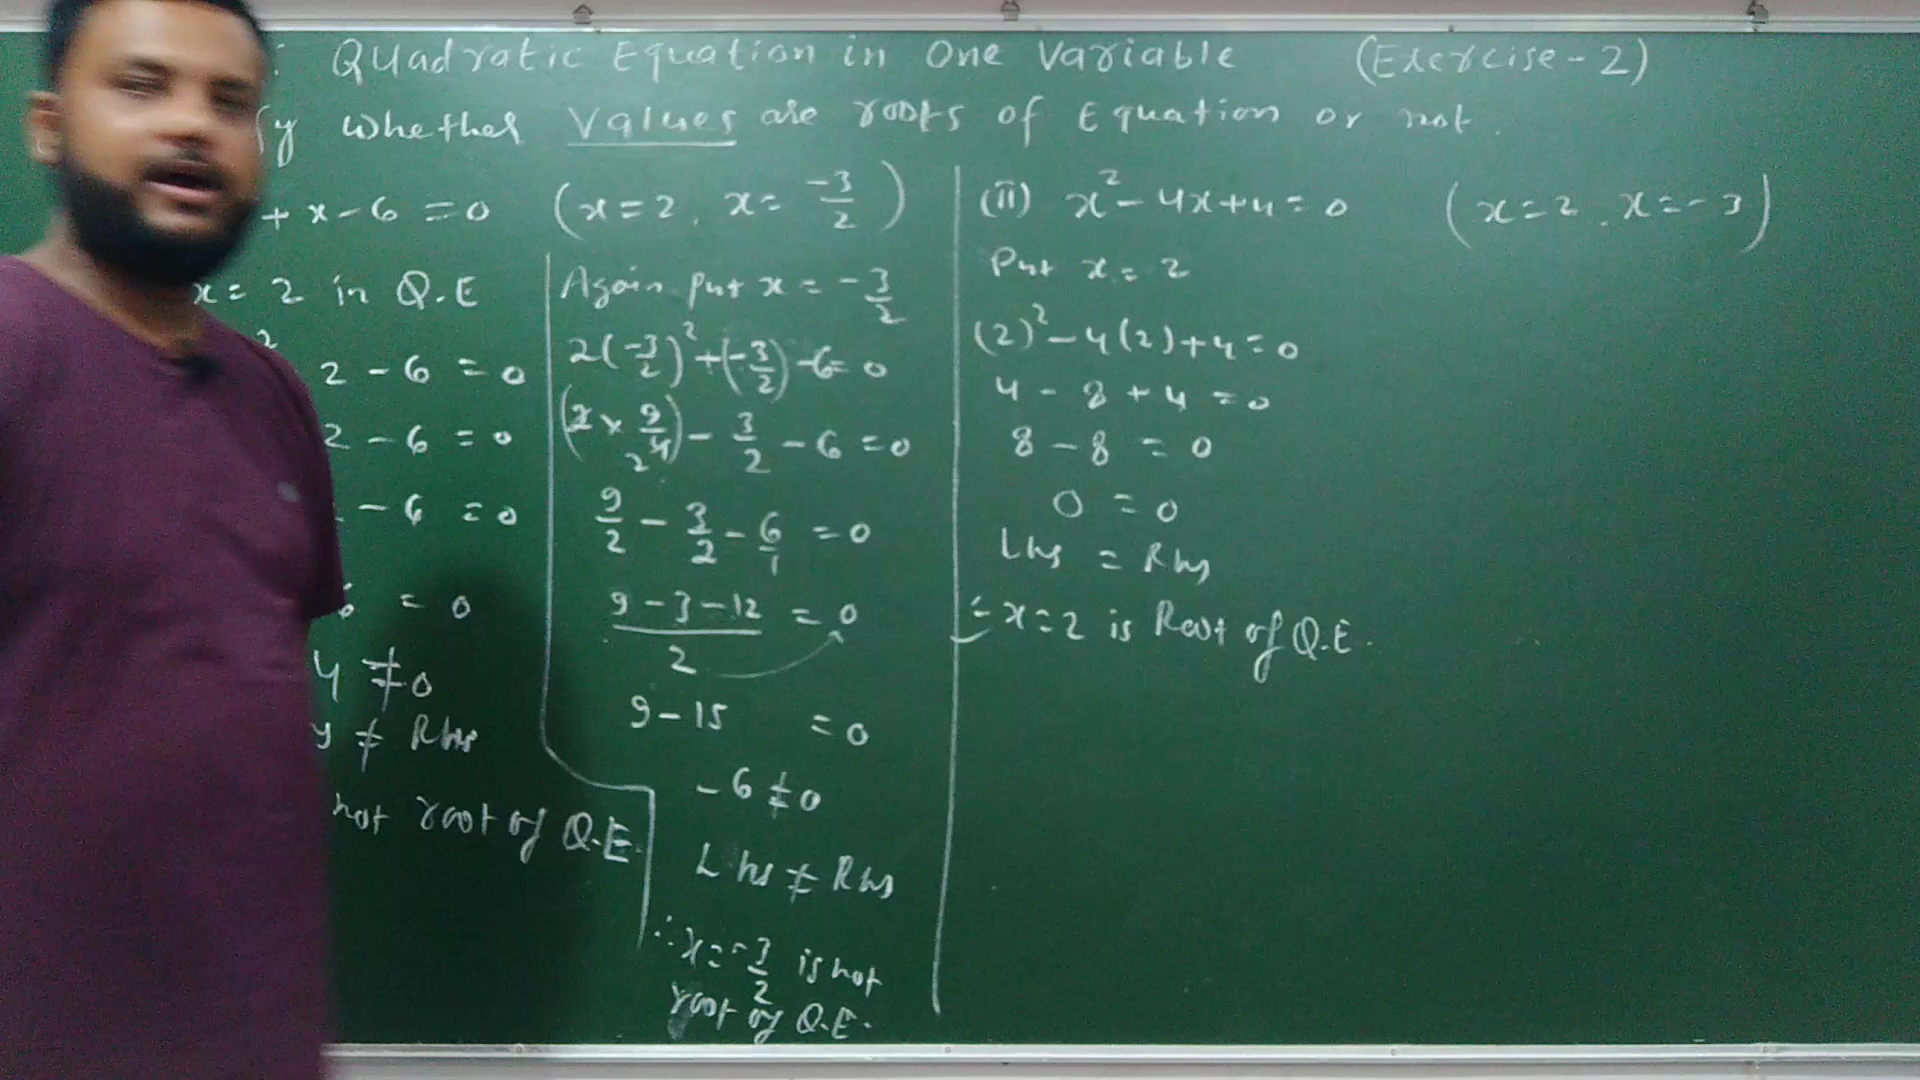 : Quadratic Equation in One Variable (Exercise-2)
whether Values are roots of Equation or not.
+ x - 6 = 0 (x = 2, x = -3/2)
x = 2 in Q.E
2
2 - 6 = 0
2 - 6 = 0
- 6 = 0
= 0
4 ≠ 0
≠ Rhs
not root of Q.E.
Again put x = -3/2
2(-3/2)² + (-3/2) - 6 = 0
(2 × 9/4) - 3/2 - 6 = 0
2
9/2 - 3/2 - 6/1 = 0
9 - 3 - 12 / 2 = 0
9 - 15 = 0
- 6 ≠ 0
Lhs ≠ Rhs
∴ x = -3/2 is not
root of Q.E.
(ii) x² - 4x + 4 = 0 (x = 2, x = -3)
Put x = 2
(2)² - 4(2) + 4 = 0
4 - 8 + 4 = 0
8 - 8 = 0
0 = 0
Lhs = Rhs
∴ x = 2 is Root of Q.E.